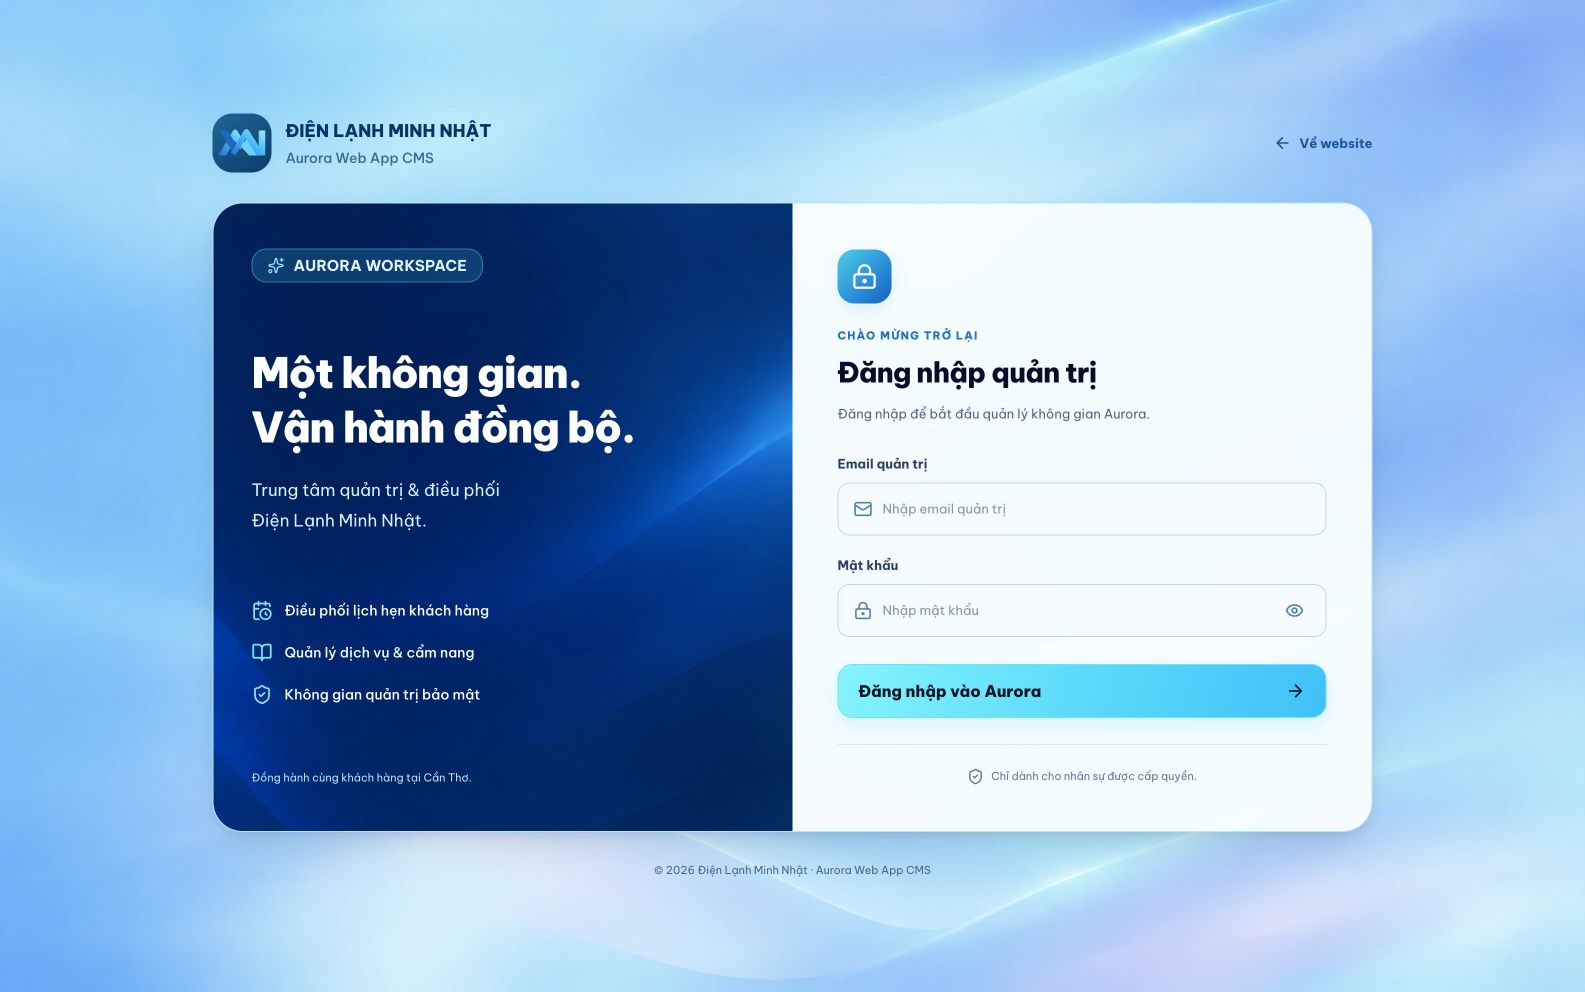 ĐIỆN LẠNH MINH NHẬT
Aurora Web App CMS
Về website
AURORA WORKSPACE
Một không gian.
Vận hành đồng bộ.
Trung tâm quản trị & điều phối
Điện Lạnh Minh Nhật.
Điều phối lịch hẹn khách hàng
Quản lý dịch vụ & cẩm nang
Không gian quản trị bảo mật
Đồng hành cùng khách hàng tại Cần Thơ.
CHÀO MỪNG TRỞ LẠI
Đăng nhập quản trị
Đăng nhập để bắt đầu quản lý không gian Aurora.
Email quản trị
Nhập email quản trị
Mật khẩu
Nhập mật khẩu
Đăng nhập vào Aurora
Chỉ dành cho nhân sự được cấp quyền.
© 2026 Điện Lạnh Minh Nhật · Aurora Web App CMS